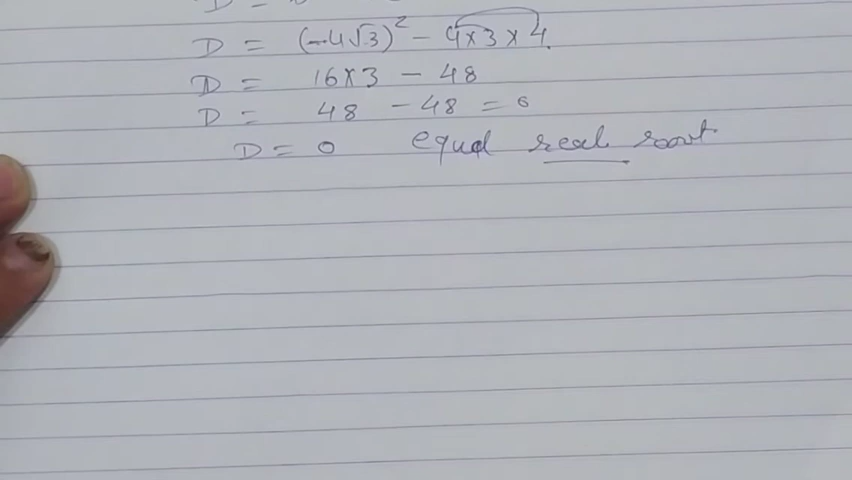 D = (-4√3)² - 4×3×4
D = 16×3 - 48
D = 48 - 48 = 0
D = 0 equal real root